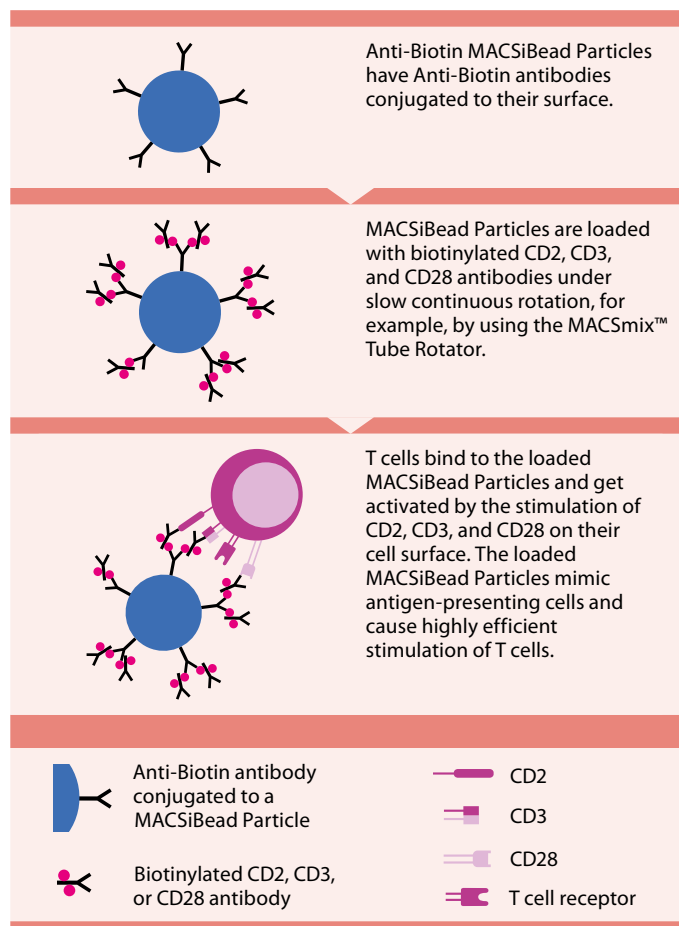 Anti-Biotin MACSiBead Particles
have Anti-Biotin antibodies
conjugated to their surface.
MACSiBead Particles are loaded
with biotinylated CD2, CD3,
and CD28 antibodies under
slow continuous rotation, for
example, by using the MACSmix™
Tube Rotator.
T cells bind to the loaded
MACSiBead Particles and get
activated by the stimulation of
CD2, CD3, and CD28 on their
cell surface. The loaded
MACSiBead Particles mimic
antigen-presenting cells and
cause highly efficient
stimulation of T cells.
Anti-Biotin antibody
conjugated to a
MACSiBead Particle
Biotinylated CD2, CD3,
or CD28 antibody
CD2
CD3
CD28
T cell receptor